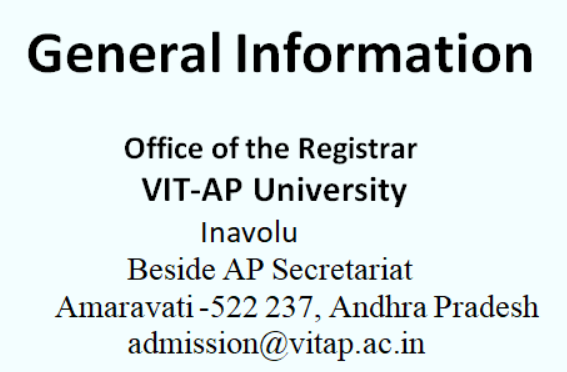 General Information
Office of the Registrar
VIT-AP University
Inavolu
Beside AP Secretariat
Amaravati -522 237, Andhra Pradesh
admission@vitap.ac.in